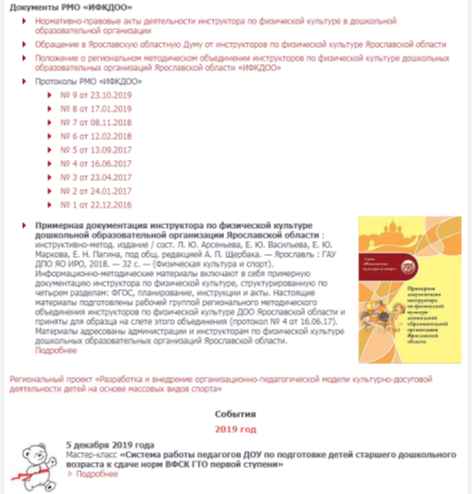 Документы РМО «ИФКДОО»
Нормативно-правовые акты деятельности инструктора по физической культуре в дошкольной
образовательной организации
Обращение в Ярославскую областную Думу от инструкторов по физической культуре Ярославской области
Положение о региональном методическом объединении инструкторов по физической культуре дошкольных
образовательных организаций Ярославской области «ИФКДОО»
Протоколы РМО «ИФКДОО»
№ 9 от 23.10.2019
№ 8 от 17.01.2019
№ 7 от 08.11.2018
№ 6 от 12.02.2018
№ 5 от 13.09.2017
№ 4 от 16.06.2017
№ 3 от 23.04.2017
№ 2 от 24.01.2017
№ 1 от 22.12.2016
Примерная документация инструктора по физической культуре
дошкольной образовательной организации Ярославской области :
инструктивно-метод. издание / сост. Л. Ю. Арсеньева, Е. Ю. Васильева, Е. Ю.
Маркова, Е. Н. Пагина, под общ. редакцией А. П. Щербака. — Ярославль : ГАУ
ДПО ЯО ИРО, 2018. — 32 с. — (Физическая культура и спорт).
Информационно-методические материалы включают в себя примерную
документацию инструктора по физической культуре, структурированную по
четырем разделам: ФГОС, планирование, инструкции и акты. Настоящие
материалы подготовлены рабочей группой регионального методического
объединения инструкторов по физической культуре ДОО Ярославской области и
приняты для образца на слете этого объединения (протокол № 4 от 16.06.17).
Материалы адресованы администрации и инструкторам по физической культуре
дошкольных образовательных организаций Ярославской области.
Подробнее
Примерная
документация
инструктора
по физической
культуре
дошкольной
образовательной
организации
Ярославской
области
Региональный проект «Разработка и внедрение организационно-педагогической модели культурно-досуговой
деятельности детей на основе массовых видов спорта»
События
2019 год
5 декабря 2019 года
Мастер-класс «Система работы педагогов ДОУ по подготовке детей старшего дошкольного
возраста к сдаче норм ВФСК ГТО первой ступени»
Подробнее